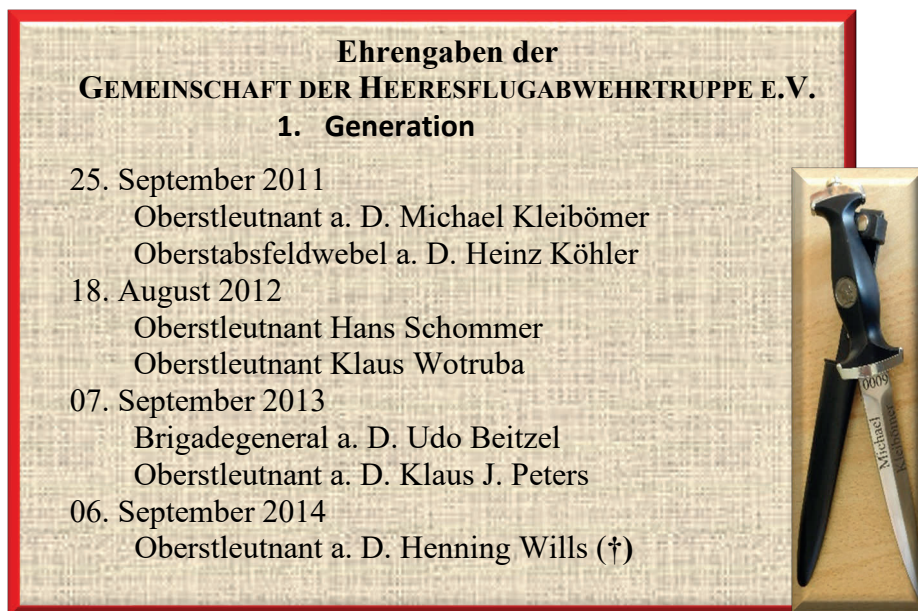 Ehrengaben der
GEMEINSCHAFT DER HEERESFLUGABWEHRTRUPPE E.V.
1. Generation
25. September 2011
Oberstleutnant a. D. Michael Kleibömer
Oberstabsfeldwebel a. D. Heinz Köhler
18. August 2012
Oberstleutnant Hans Schommer
Oberstleutnant Klaus Wotruba
07. September 2013
Brigadegeneral a. D. Udo Beitzel
Oberstleutnant a. D. Klaus J. Peters
06. September 2014
Oberstleutnant a. D. Henning Wills (†)
0009
Michael
Kleibömer